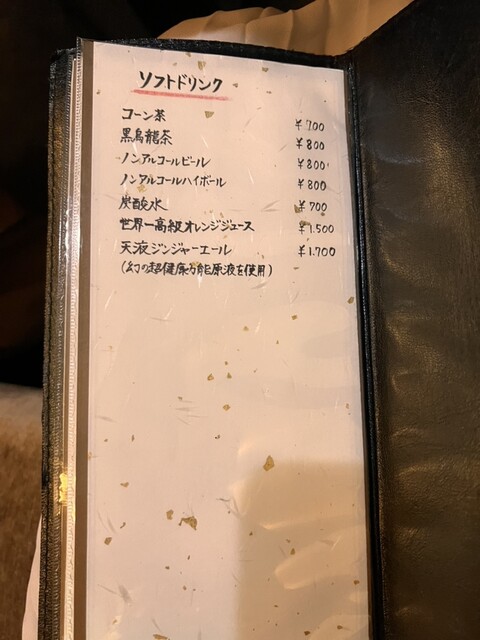 ソフトドリンク
コーン茶 ¥700
黒烏龍茶 ¥800
ノンアルコールビール ¥800
ノンアルコールハイボール ¥800
炭酸水 ¥700
世界一高級オレンジジュース ¥1.500
天液ジンジャーエール ¥1.700
(幻の超健康万能原液を使用)